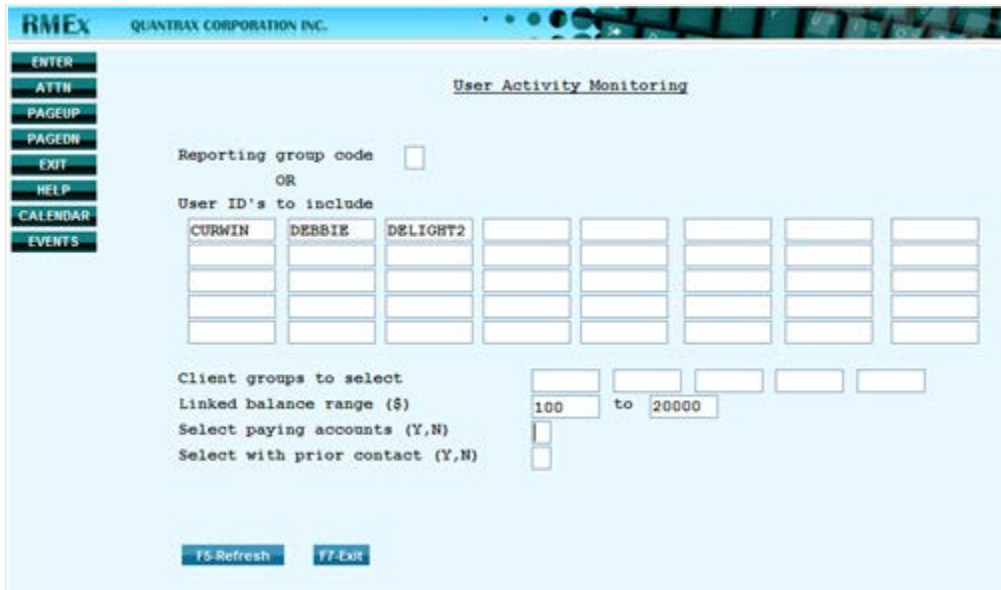 RMEx QUANTRAX CORPORATION INC.
ENTER
ATTN
PAGEUP
PAGEDN
EXIT
HELP
CALENDAR
EVENTS
User Activity Monitoring
Reporting group code
OR
User ID's to include
CURWIN DEBBIE DELIGHT2
Client groups to select
Linked balance range ($) 100 to 20000
Select paying accounts (Y,N)
Select with prior contact (Y,N)
F5-Refresh F7-Exit